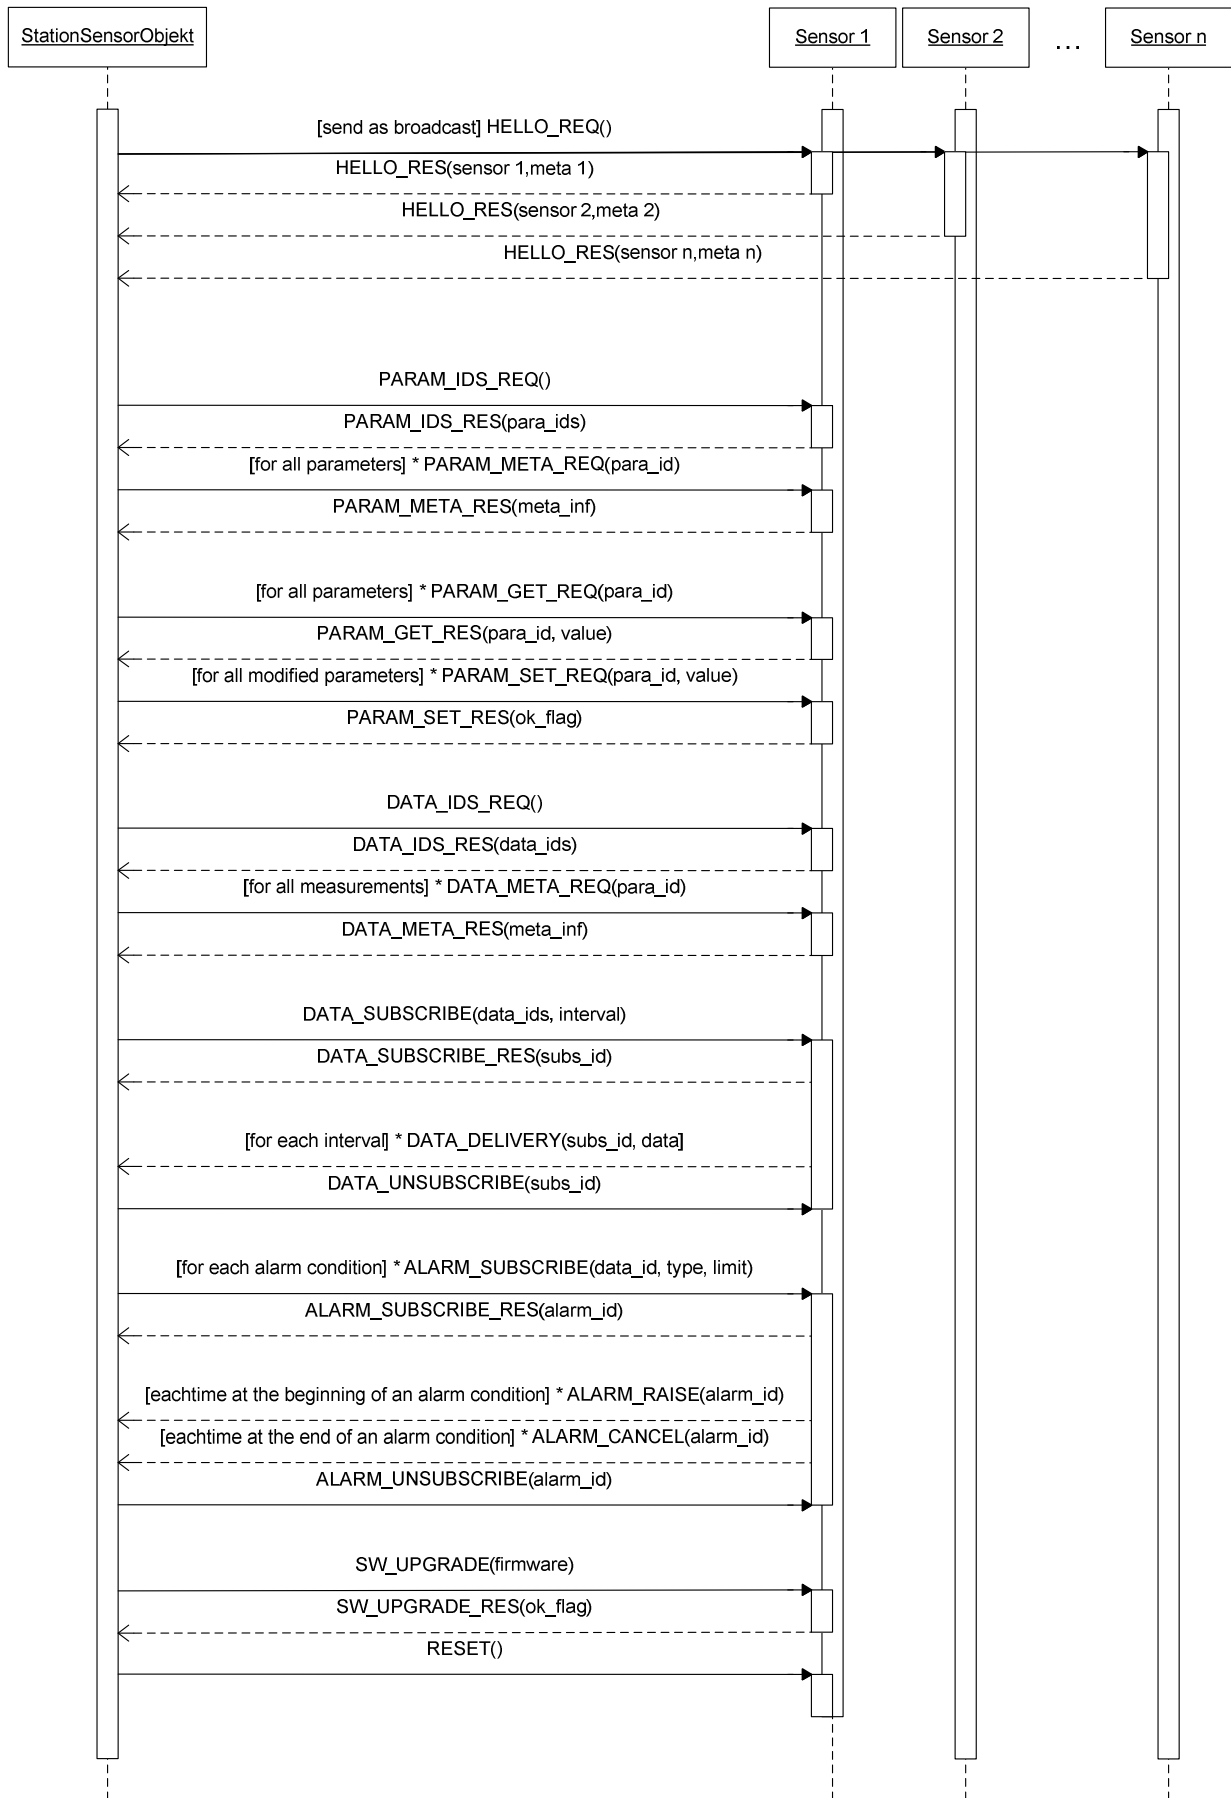 StationSensorObjekt
Sensor 1
Sensor 2
...
Sensor n
[send as broadcast] HELLO_REQ()
HELLO_RES(sensor 1,meta 1)
HELLO_RES(sensor 2,meta 2)
HELLO_RES(sensor n,meta n)
PARAM_IDS_REQ()
PARAM_IDS_RES(para_ids)
[for all parameters] * PARAM_META_REQ(para_id)
PARAM_META_RES(meta_inf)
[for all parameters] * PARAM_GET_REQ(para_id)
PARAM_GET_RES(para_id, value)
[for all modified parameters] * PARAM_SET_REQ(para_id, value)
PARAM_SET_RES(ok_flag)
DATA_IDS_REQ()
DATA_IDS_RES(data_ids)
[for all measurements] * DATA_META_REQ(para_id)
DATA_META_RES(meta_inf)
DATA_SUBSCRIBE(data_ids, interval)
DATA_SUBSCRIBE_RES(subs_id)
[for each interval] * DATA_DELIVERY(subs_id, data]
DATA_UNSUBSCRIBE(subs_id)
[for each alarm condition] * ALARM_SUBSCRIBE(data_id, type, limit)
ALARM_SUBSCRIBE_RES(alarm_id)
[eachtime at the beginning of an alarm condition] * ALARM_RAISE(alarm_id)
[eachtime at the end of an alarm condition] * ALARM_CANCEL(alarm_id)
ALARM_UNSUBSCRIBE(alarm_id)
SW_UPGRADE(firmware)
SW_UPGRADE_RES(ok_flag)
RESET()